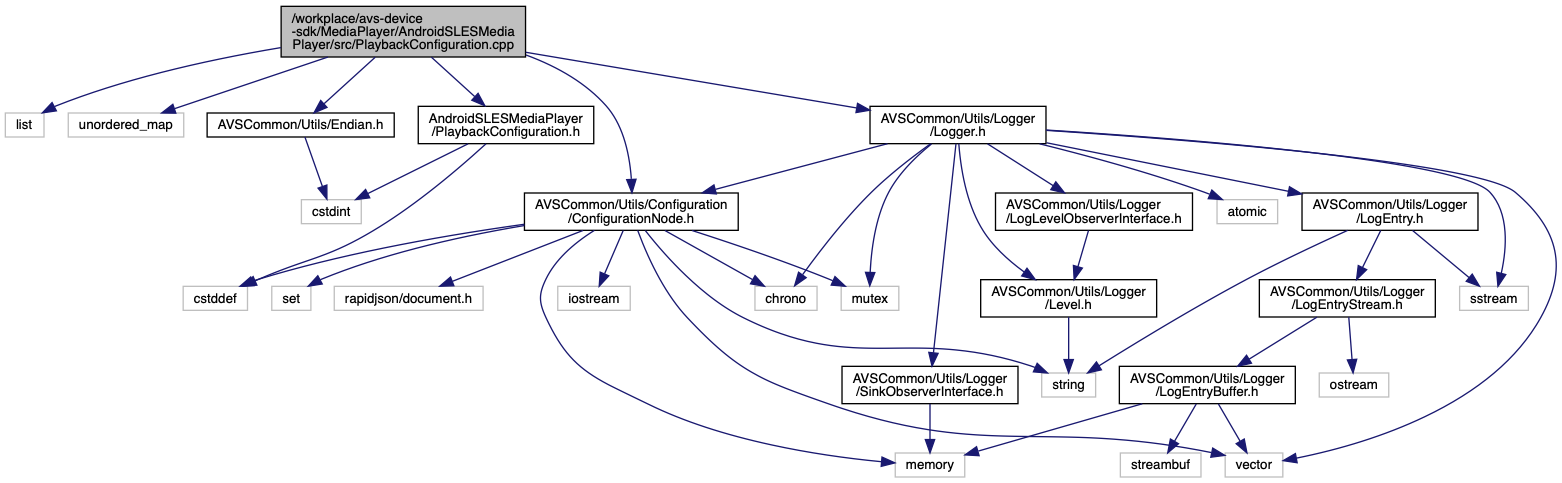 /workplace/avs-device
-sdk/MediaPlayer/AndroidSLESMedia
Player/src/PlaybackConfiguration.cpp
list
unordered_map
AVSCommon/Utils/Endian.h
AndroidSLESMediaPlayer
/PlaybackConfiguration.h
AVSCommon/Utils/Logger
/Logger.h
cstdint
AVSCommon/Utils/Configuration
/ConfigurationNode.h
AVSCommon/Utils/Logger
/LogLevelObserverInterface.h
atomic
AVSCommon/Utils/Logger
/LogEntry.h
cstddef
set
rapidjson/document.h
iostream
chrono
mutex
AVSCommon/Utils/Logger
/Level.h
AVSCommon/Utils/Logger
/LogEntryStream.h
sstream
AVSCommon/Utils/Logger
/SinkObserverInterface.h
string
AVSCommon/Utils/Logger
/LogEntryBuffer.h
ostream
memory
streambuf
vector